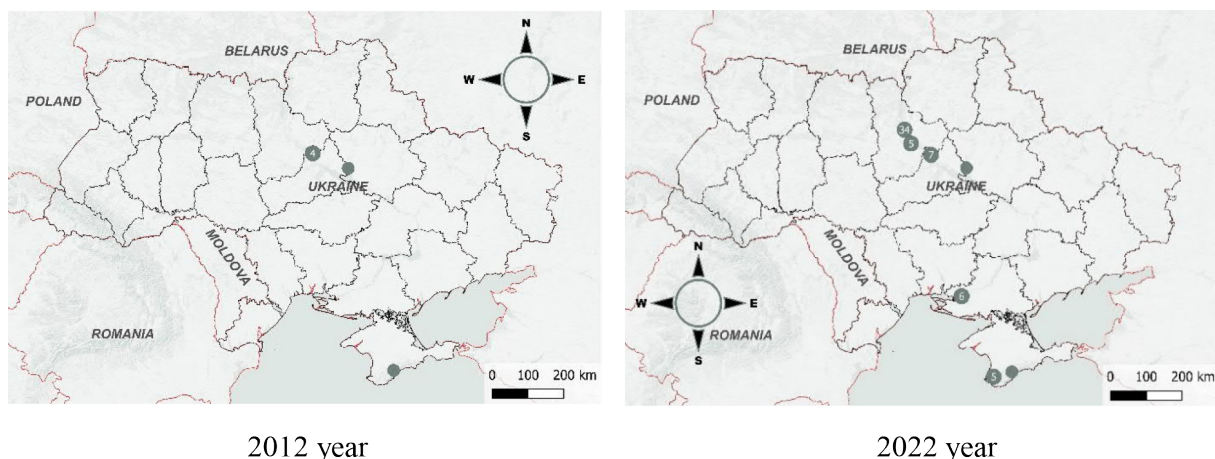 N
BELARUS
W E
POLAND
S
4
UKRAINE
MOLDOVA
ROMANIA
0 100 200 km
2012 year
BELARUS
POLAND
34
5
7
UKRAINE
MOLDOVA
N
W E
6
ROMANIA
S
5
0 100 200 km
2022 year